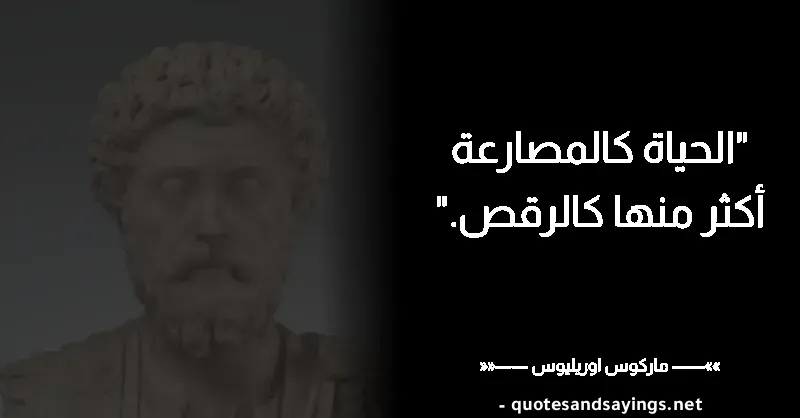 "الحياة كالمصارعة
أكثر منها كالرقص."
»»—— ماركوس اوريليوس ——««
- quotesandsayings.net